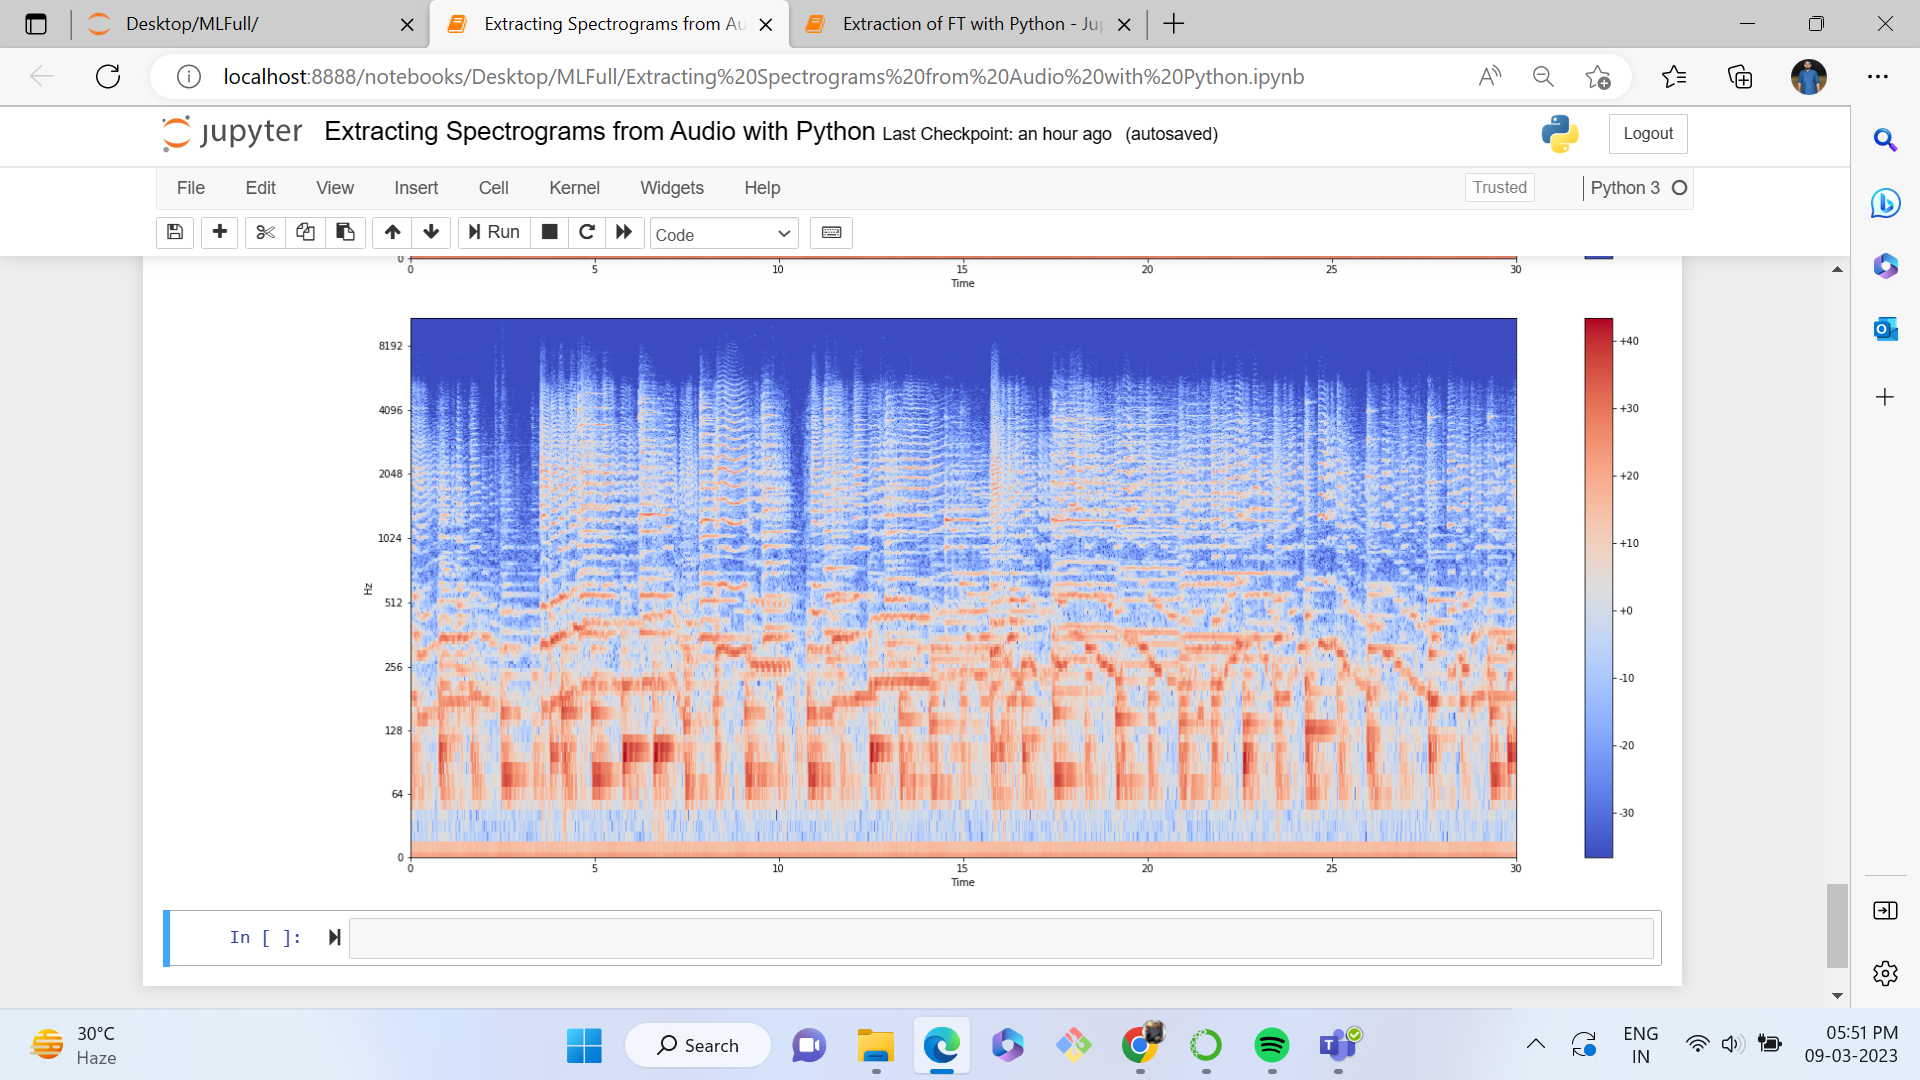 Desktop/MLFull/
Extracting Spectrograms from Au
Extraction of FT with Python - Ju
localhost:8888/notebooks/Desktop/MLFull/Extracting%20Spectrograms%20from%20Audio%20with%20Python.ipynb
jupyter Extracting Spectrograms from Audio with Python Last Checkpoint: an hour ago (autosaved)
Logout
File Edit View Insert Cell Kernel Widgets Help
Trusted
Python 3
Run
Code
0
0 5 10 15 20 25 30
Time
8192
4096
2048
1024
512
256
128
64
0
Hz
0 5 10 15 20 25 30
Time
+40
+30
+20
+10
+0
-10
-20
-30
In [ ]:
30°C
Haze
Search
ENG
IN
05:51 PM
09-03-2023